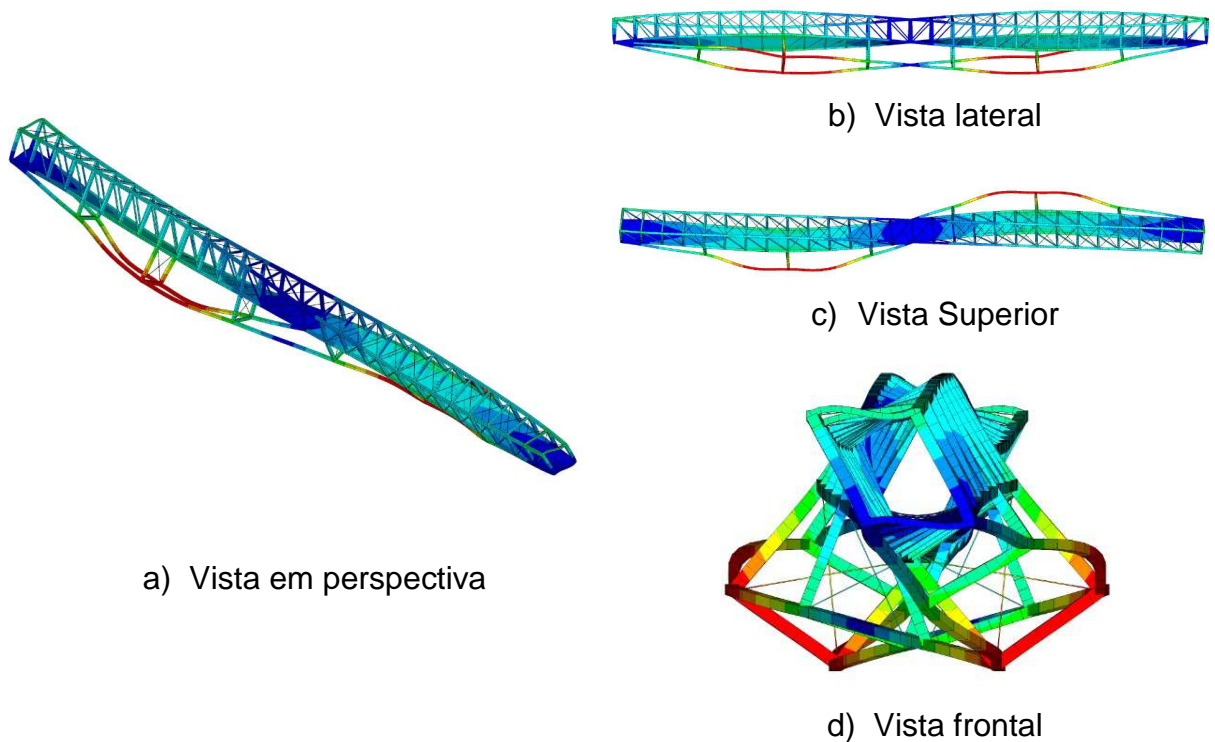 b) Vista lateral
c) Vista Superior
a) Vista em perspectiva
d) Vista frontal